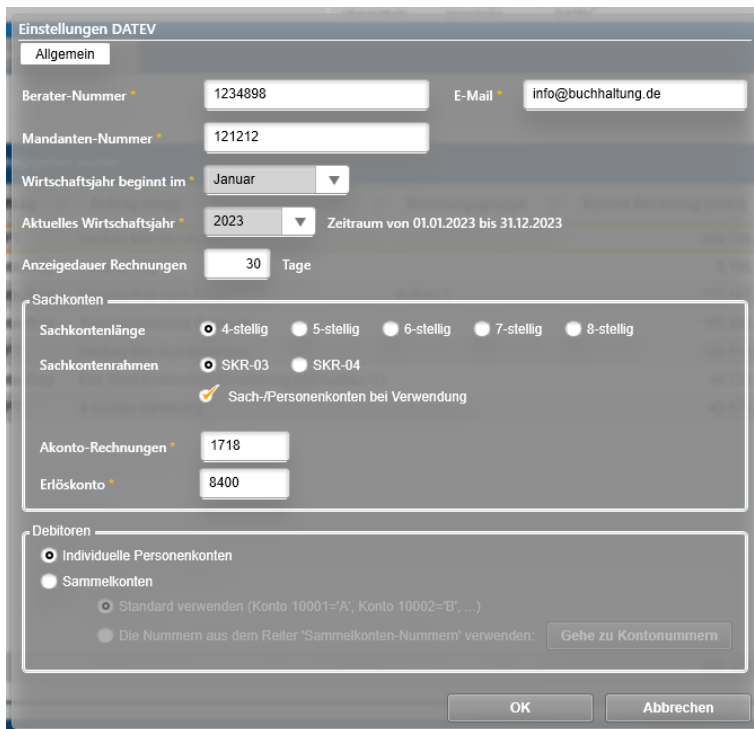 Einstellungen DATEV
Allgemein
Berater-Nummer * 1234898 E-Mail * info@buchhaltung.de
Mandanten-Nummer * 121212
Wirtschaftsjahr beginnt im * Januar
Aktuelles Wirtschaftsjahr * 2023 Zeitraum von 01.01.2023 bis 31.12.2023
Anzeigedauer Rechnungen 30 Tage
Sachkonten
Sachkontenlänge 4-stellig 5-stellig 6-stellig 7-stellig 8-stellig
Sachkontenrahmen SKR-03 SKR-04
Sach-/Personenkonten bei Verwendung
Akonto-Rechnungen * 1718
Erlöskonto * 8400
Debitoren
Individuelle Personenkonten
Sammelkonten
Standard verwenden (Konto 10001='A', Konto 10002='B', ...)
Die Nummern aus dem Reiter 'Sammelkonten-Nummern' verwenden: Gehe zu Kontonummern
OK Abbrechen